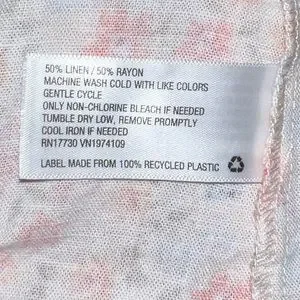 50% LINEN / 50% RAYON
MACHINE WASH COLD WITH LIKE COLORS
GENTLE CYCLE
ONLY NON-CHLORINE BLEACH IF NEEDED
TUMBLE DRY LOW, REMOVE PROMPTLY
COOL IRON IF NEEDED
RN17730 VN1974109
LABEL MADE FROM 100% RECYCLED PLASTIC